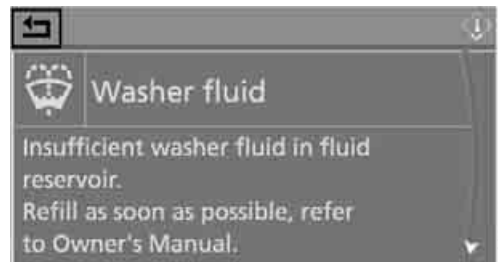 Washer fluid
Insufficient washer fluid in fluid
reservoir.
Refill as soon as possible, refer
to Owner's Manual.